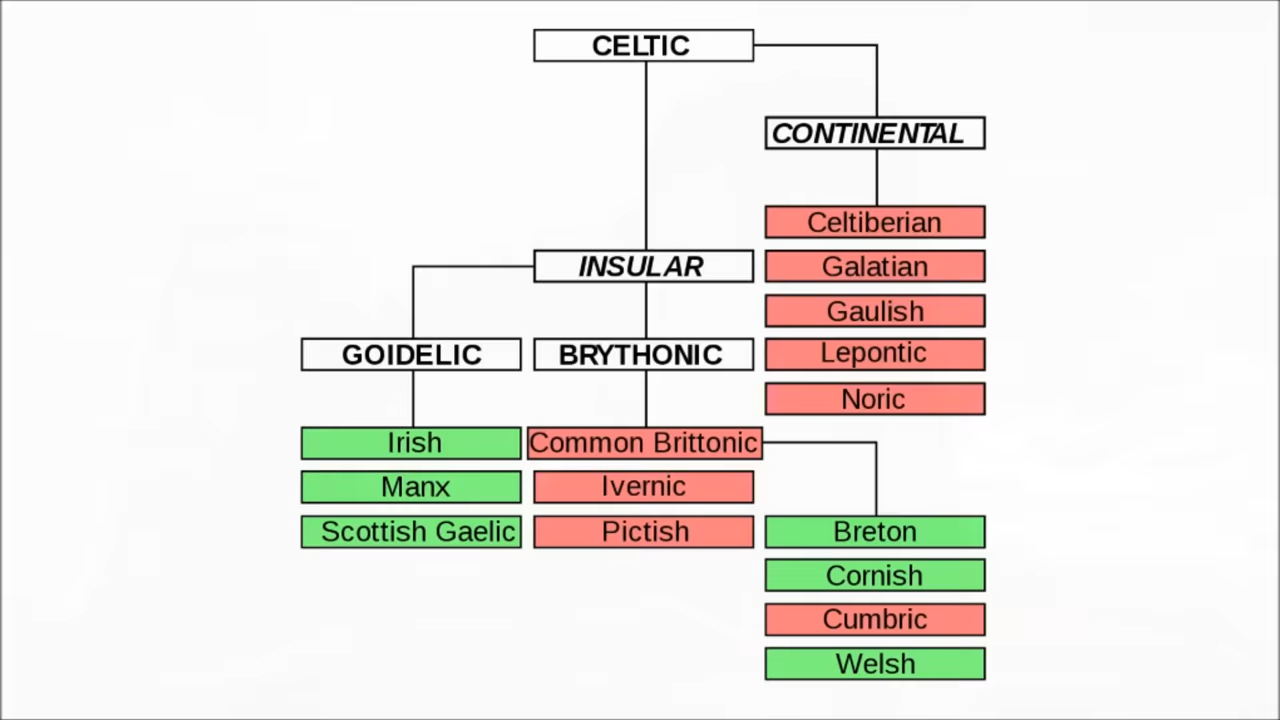 CELTIC
CONTINENTAL
Celtiberian
Galatian
Gaulish
Lepontic
Noric
INSULAR
GOIDELIC
Irish
Manx
Scottish Gaelic
BRYTHONIC
Common Brittonic
Ivernic
Pictish
Breton
Cornish
Cumbric
Welsh